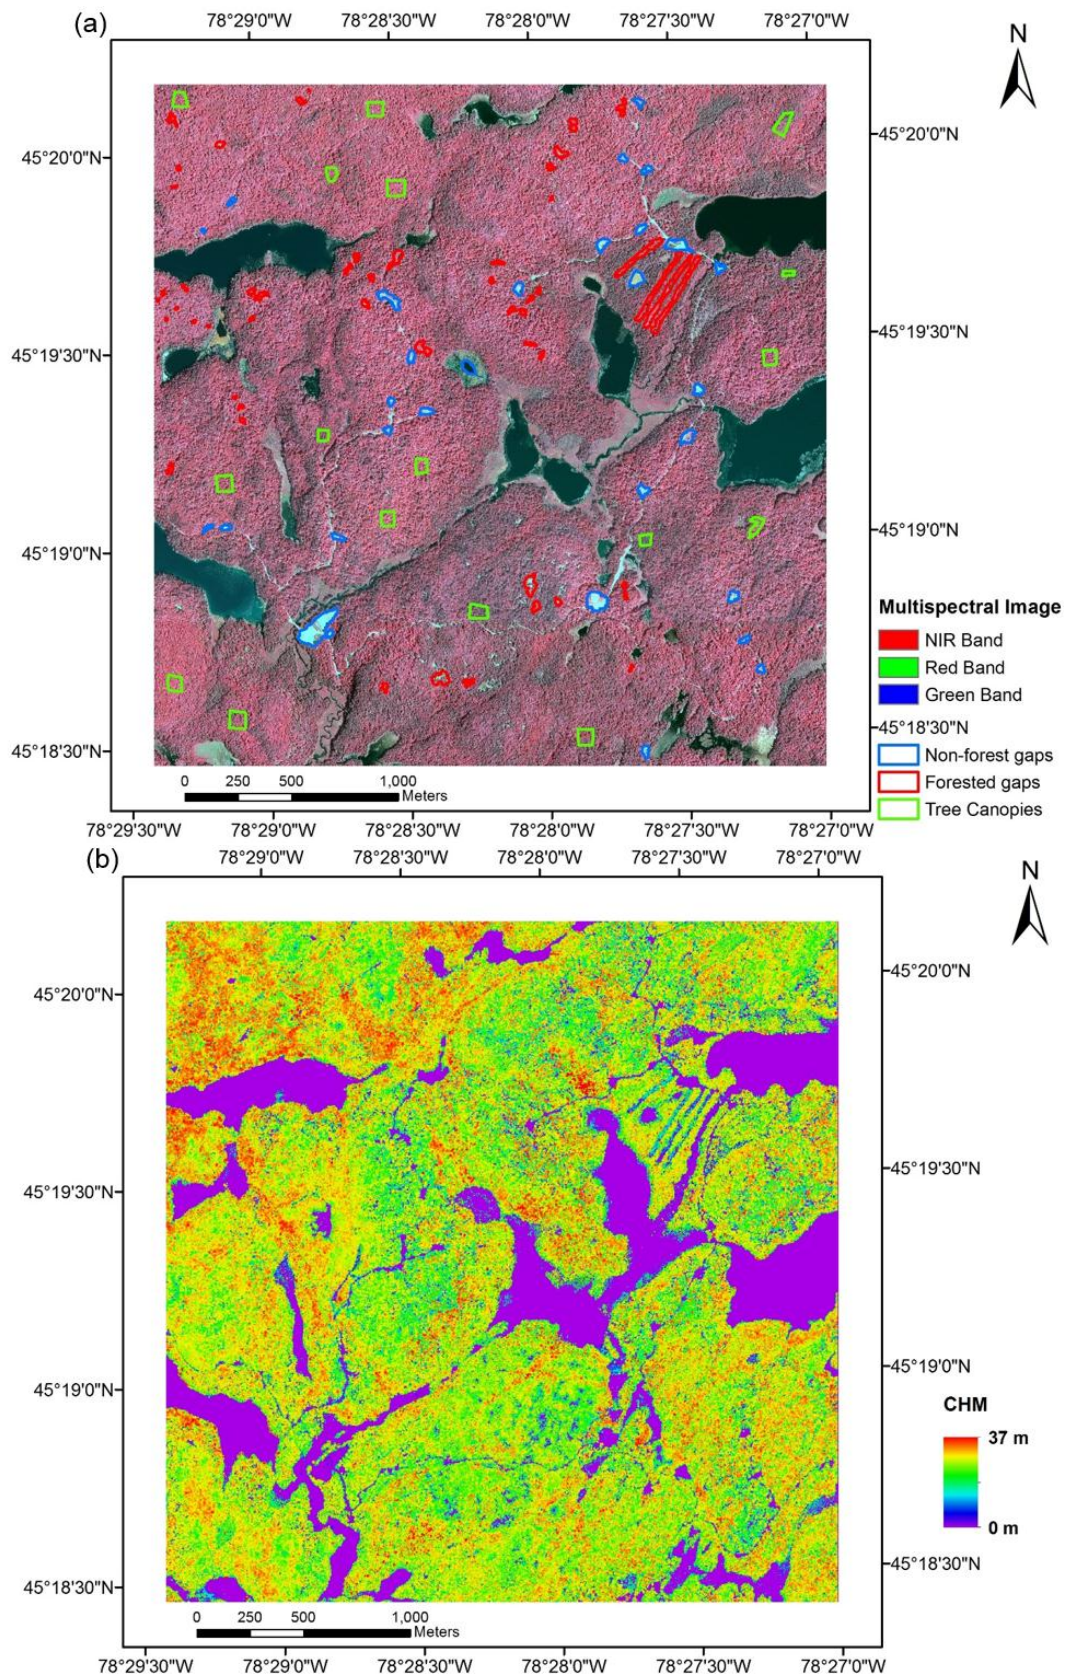 (a)
78°29'0"W 78°28'30"W 78°28'0"W 78°27'30"W 78°27'0"W
N
45°20'0"N
45°20'0"N
45°19'30"N
45°19'30"N
45°19'0"N
45°19'0"N
Multispectral Image
NIR Band
Red Band
Green Band
45°18'30"N
45°18'30"N
Non-forest gaps
Forested gaps
Tree Canopies
0 250 500 1,000
Meters
78°29'30"W 78°29'0"W 78°28'30"W 78°28'0"W 78°27'30"W 78°27'0"W
(b)
78°29'0"W 78°28'30"W 78°28'0"W 78°27'30"W 78°27'0"W
N
45°20'0"N
45°20'0"N
45°19'30"N
45°19'30"N
45°19'0"N
45°19'0"N
CHM
37 m
0 m
45°18'30"N
45°18'30"N
0 250 500 1,000
Meters
78°29'30"W 78°29'0"W 78°28'30"W 78°28'0"W 78°27'30"W 78°27'0"W